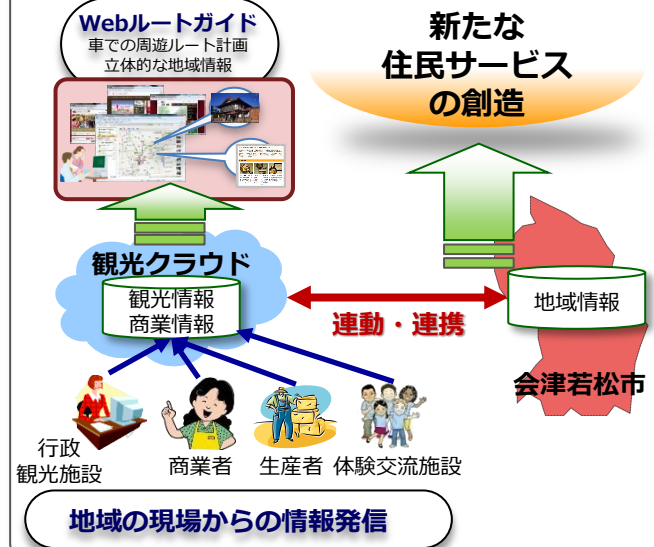 Webルートガイド
車での周遊ルート計画
立体的な地域情報
新たな
住民サービス
の創造
観光クラウド
観光情報
商業情報
連動・連携
地域情報
会津若松市
行政
観光施設
商業者
生産者
体験交流施設
地域の現場からの情報発信